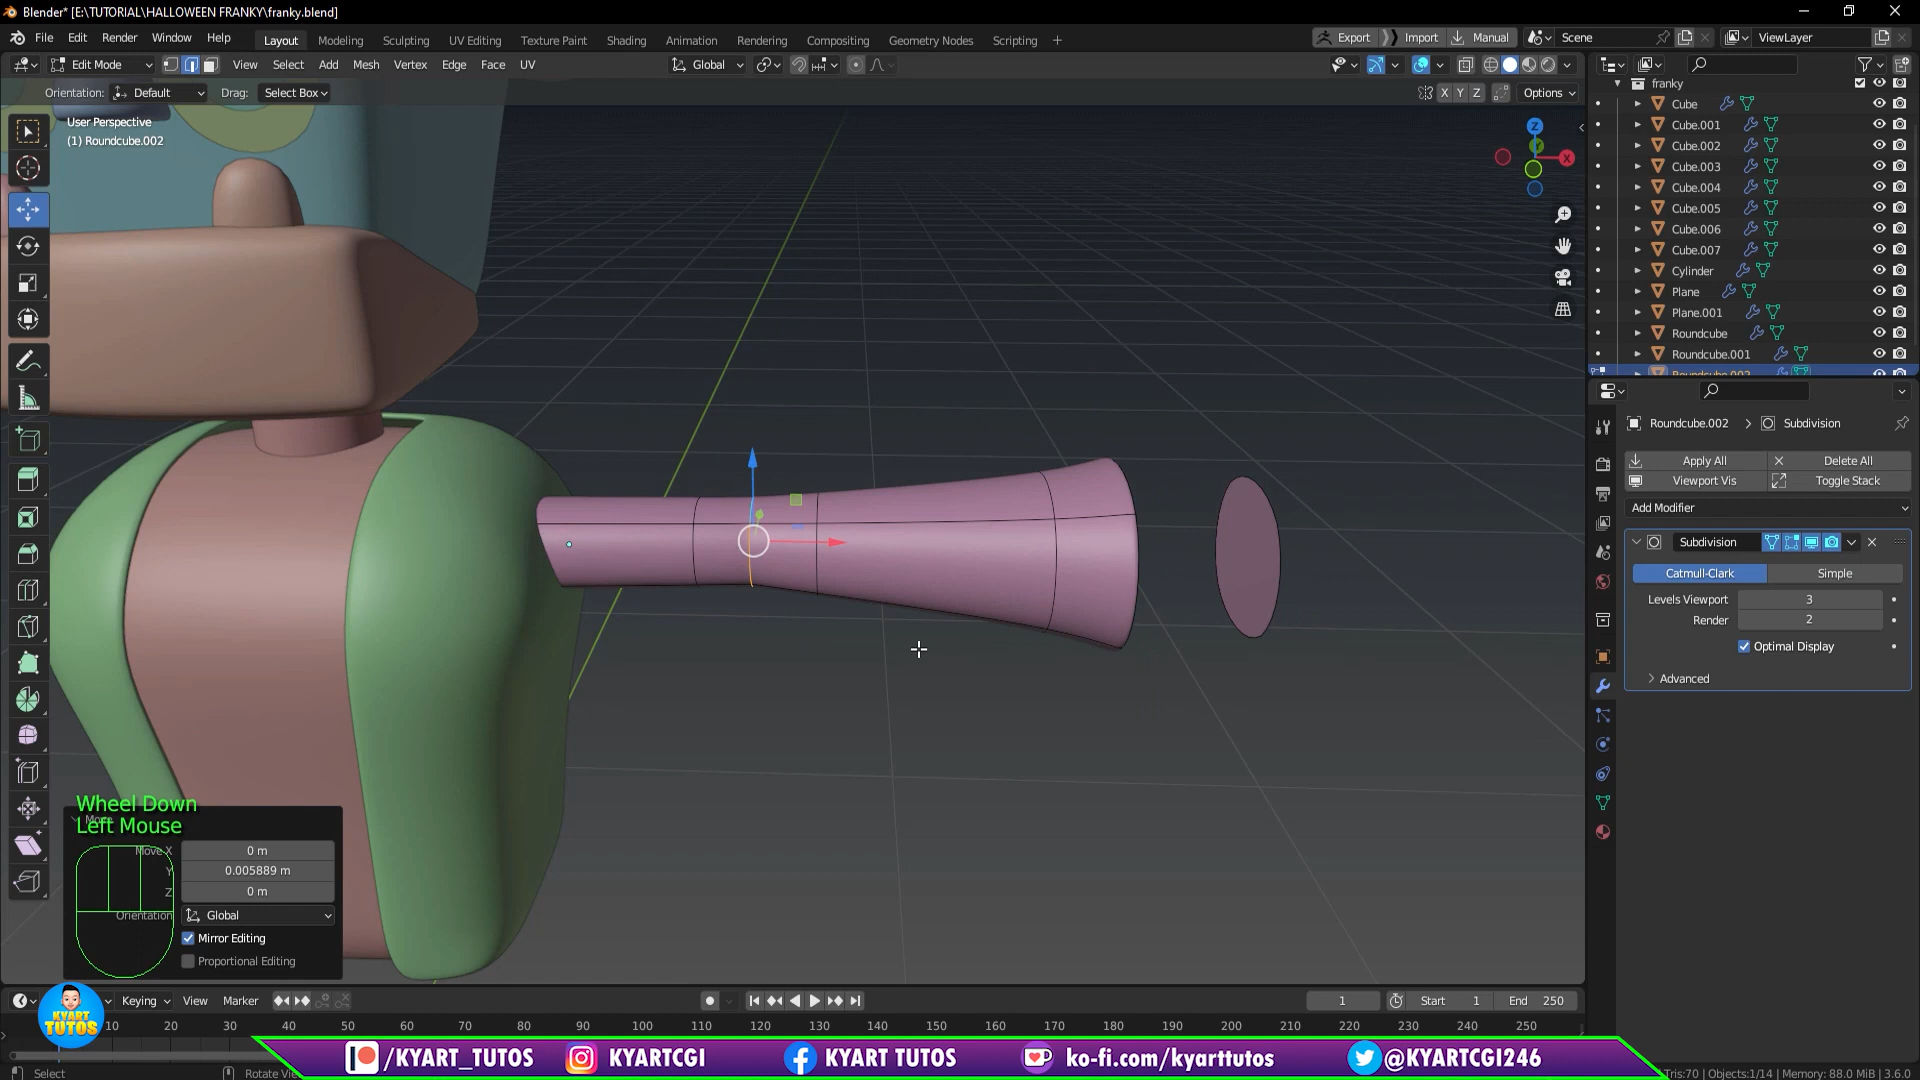 Blender* [E:\TUTORIAL\HALLOWEEN FRANKY\franky.blend]
File Edit Render Window Help Layout Modeling Sculpting UV Editing Texture Paint Shading Animation Rendering Compositing Geometry Nodes Scripting + Export Import Manual Scene ViewLayer
Edit Mode View Select Add Mesh Vertex Edge Face UV Global
Orientation: Default Drag: Select Box X Y Z Options
User Perspective
(1) Roundcube.002
Z
X
franky
Cube
Cube.001
Cube.002
Cube.003
Cube.004
Cube.005
Cube.006
Cube.007
Cylinder
Plane
Plane.001
Roundcube
Roundcube.001
Roundcube.002
Roundcube.002 > Subdivision
Apply All Delete All
Viewport Vis Toggle Stack
Add Modifier
Subdivision
Catmull-Clark Simple
Levels Viewport 3
Render 2
Optimal Display
Advanced
Wheel Down
Left Mouse
Move
Move X 0 m
Y 0.005889 m
Z 0 m
Orientation Global
Mirror Editing
Proportional Editing
Keying View Marker 1 Start 1 End 250
10 20 30 40 50 60 70 80 90 100 110 120 130 140 150 160 170 180 190 200 210 220 230 240 250
KYART TUTOS
/KYART_TUTOS KYARTCGI KYART TUTOS ko-fi.com/kyarttutos @KYARTCGI246
Select Rotate Vie Tris:70 | Objects:1/14 | Memory: 88.0 MiB | 3.6.0